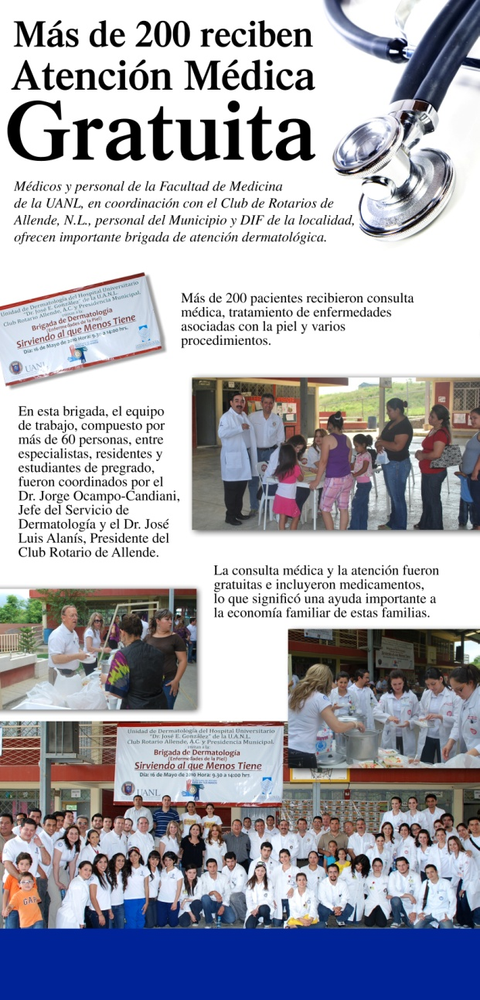 Más de 200 reciben
Atención Médica
Gratuita
Médicos y personal de la Facultad de Medicina
de la UANL, en coordinación con el Club de Rotarios de
Allende, N.L., personal del Municipio y DIF de la localidad,
ofrecen importante brigada de atención dermatológica.
Unidad de Dermatología del Hospital Universitario
"Dr. José E. González" de la U.A.N.L.
Club Rotario Allende, A.C. y Presidencia Municipal.
invitan a la:
Brigada de Dermatología
(Enfermedades de la Piel)
Sirviendo al que Menos Tiene
Día: 16 de Mayo de 2010 Hora: 9.30 a 14:00 hrs.
UANL
Más de 200 pacientes recibieron consulta
médica, tratamiento de enfermedades
asociadas con la piel y varios
procedimientos.
En esta brigada, el equipo
de trabajo, compuesto por
más de 60 personas, entre
especialistas, residentes y
estudiantes de pregrado,
fueron coordinados por el
Dr. Jorge Ocampo-Candiani,
Jefe del Servicio de
Dermatología y el Dr. José
Luis Alanís, Presidente del
Club Rotario de Allende.
La consulta médica y la atención fueron
gratuitas e incluyeron medicamentos,
lo que significó una ayuda importante a
la economía familiar de estas familias.
Unidad de Dermatología del Hospital Universitario
"Dr. José E. González" de la U.A.N.L.
Club Rotario Allende, A.C. y Presidencia Municipal.
invitan a la:
Brigada de Dermatología
(Enfermedades de la Piel)
Sirviendo al que Menos Tiene
Día: 16 de Mayo de 2010 Hora: 9.30 a 14:00 hrs
UANL
GAP